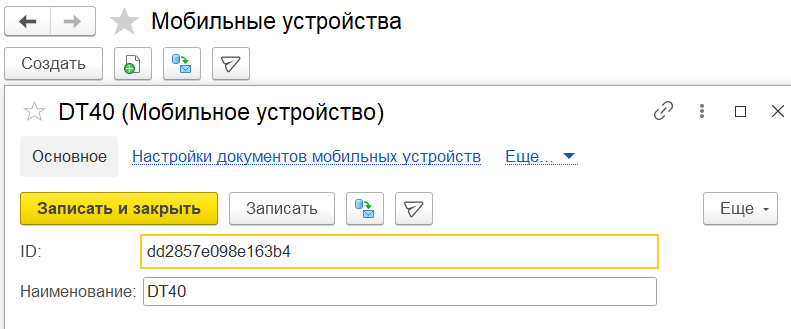 Мобильные устройства
Создать
DT40 (Мобильное устройство)
Основное Настройки документов мобильных устройств Еще...
Записать и закрыть Записать Еще
ID: dd2857e098e163b4
Наименование: DT40